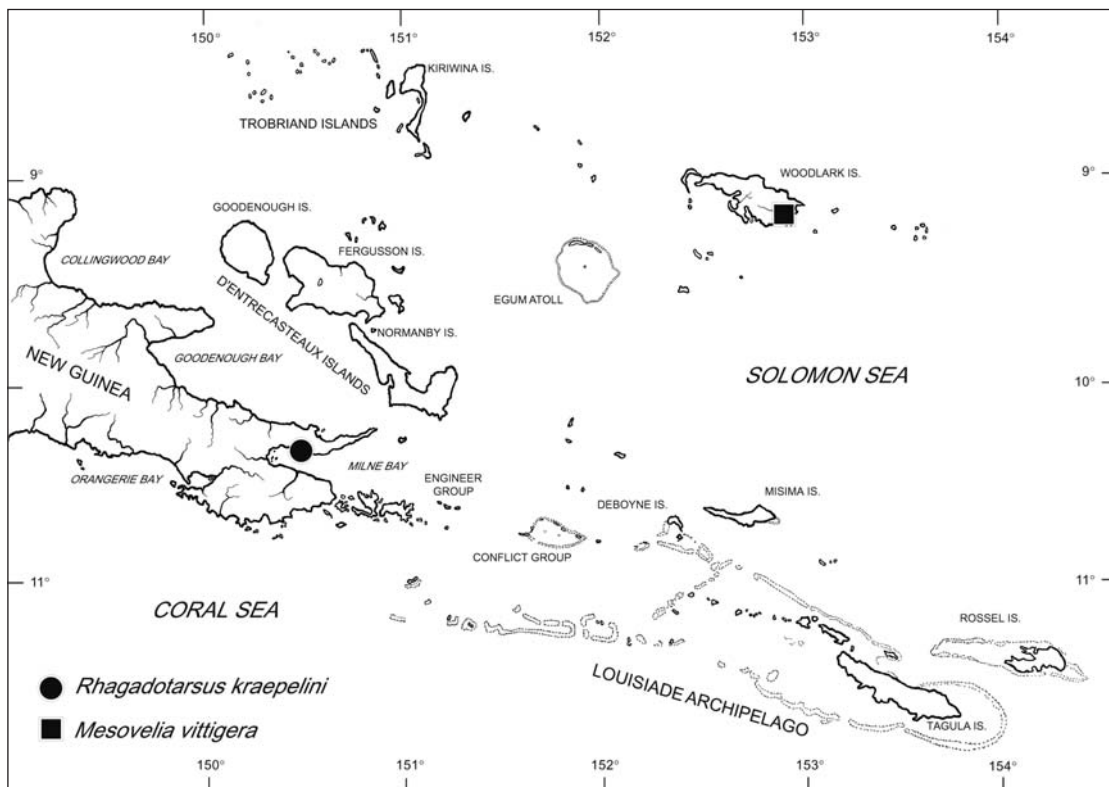 150°
151°
152°
153°
154°
KIRIWINA IS.
TROBRIAND ISLANDS
9°
9°
WOODLARK IS.
GOODENOUGH IS.
FERGUSSON IS.
COLLINGWOOD BAY
EGUM ATOLL
D'ENTRECASTEAUX ISLANDS
NORMANBY IS.
GOODENOUGH BAY
NEW GUINEA
SOLOMON SEA
10°
MILNE BAY
ORANGERIE BAY
ENGINEER
GROUP
DEBOYNE IS.
MISIMA IS.
CONFLICT GROUP
11°
11°
CORAL SEA
ROSSEL IS.
LOUISIADE ARCHIPELAGO
TAGULA IS.
Rhagadotarsus kraepelini
Mesovelia vittigera
150°
151°
152°
153°
154°